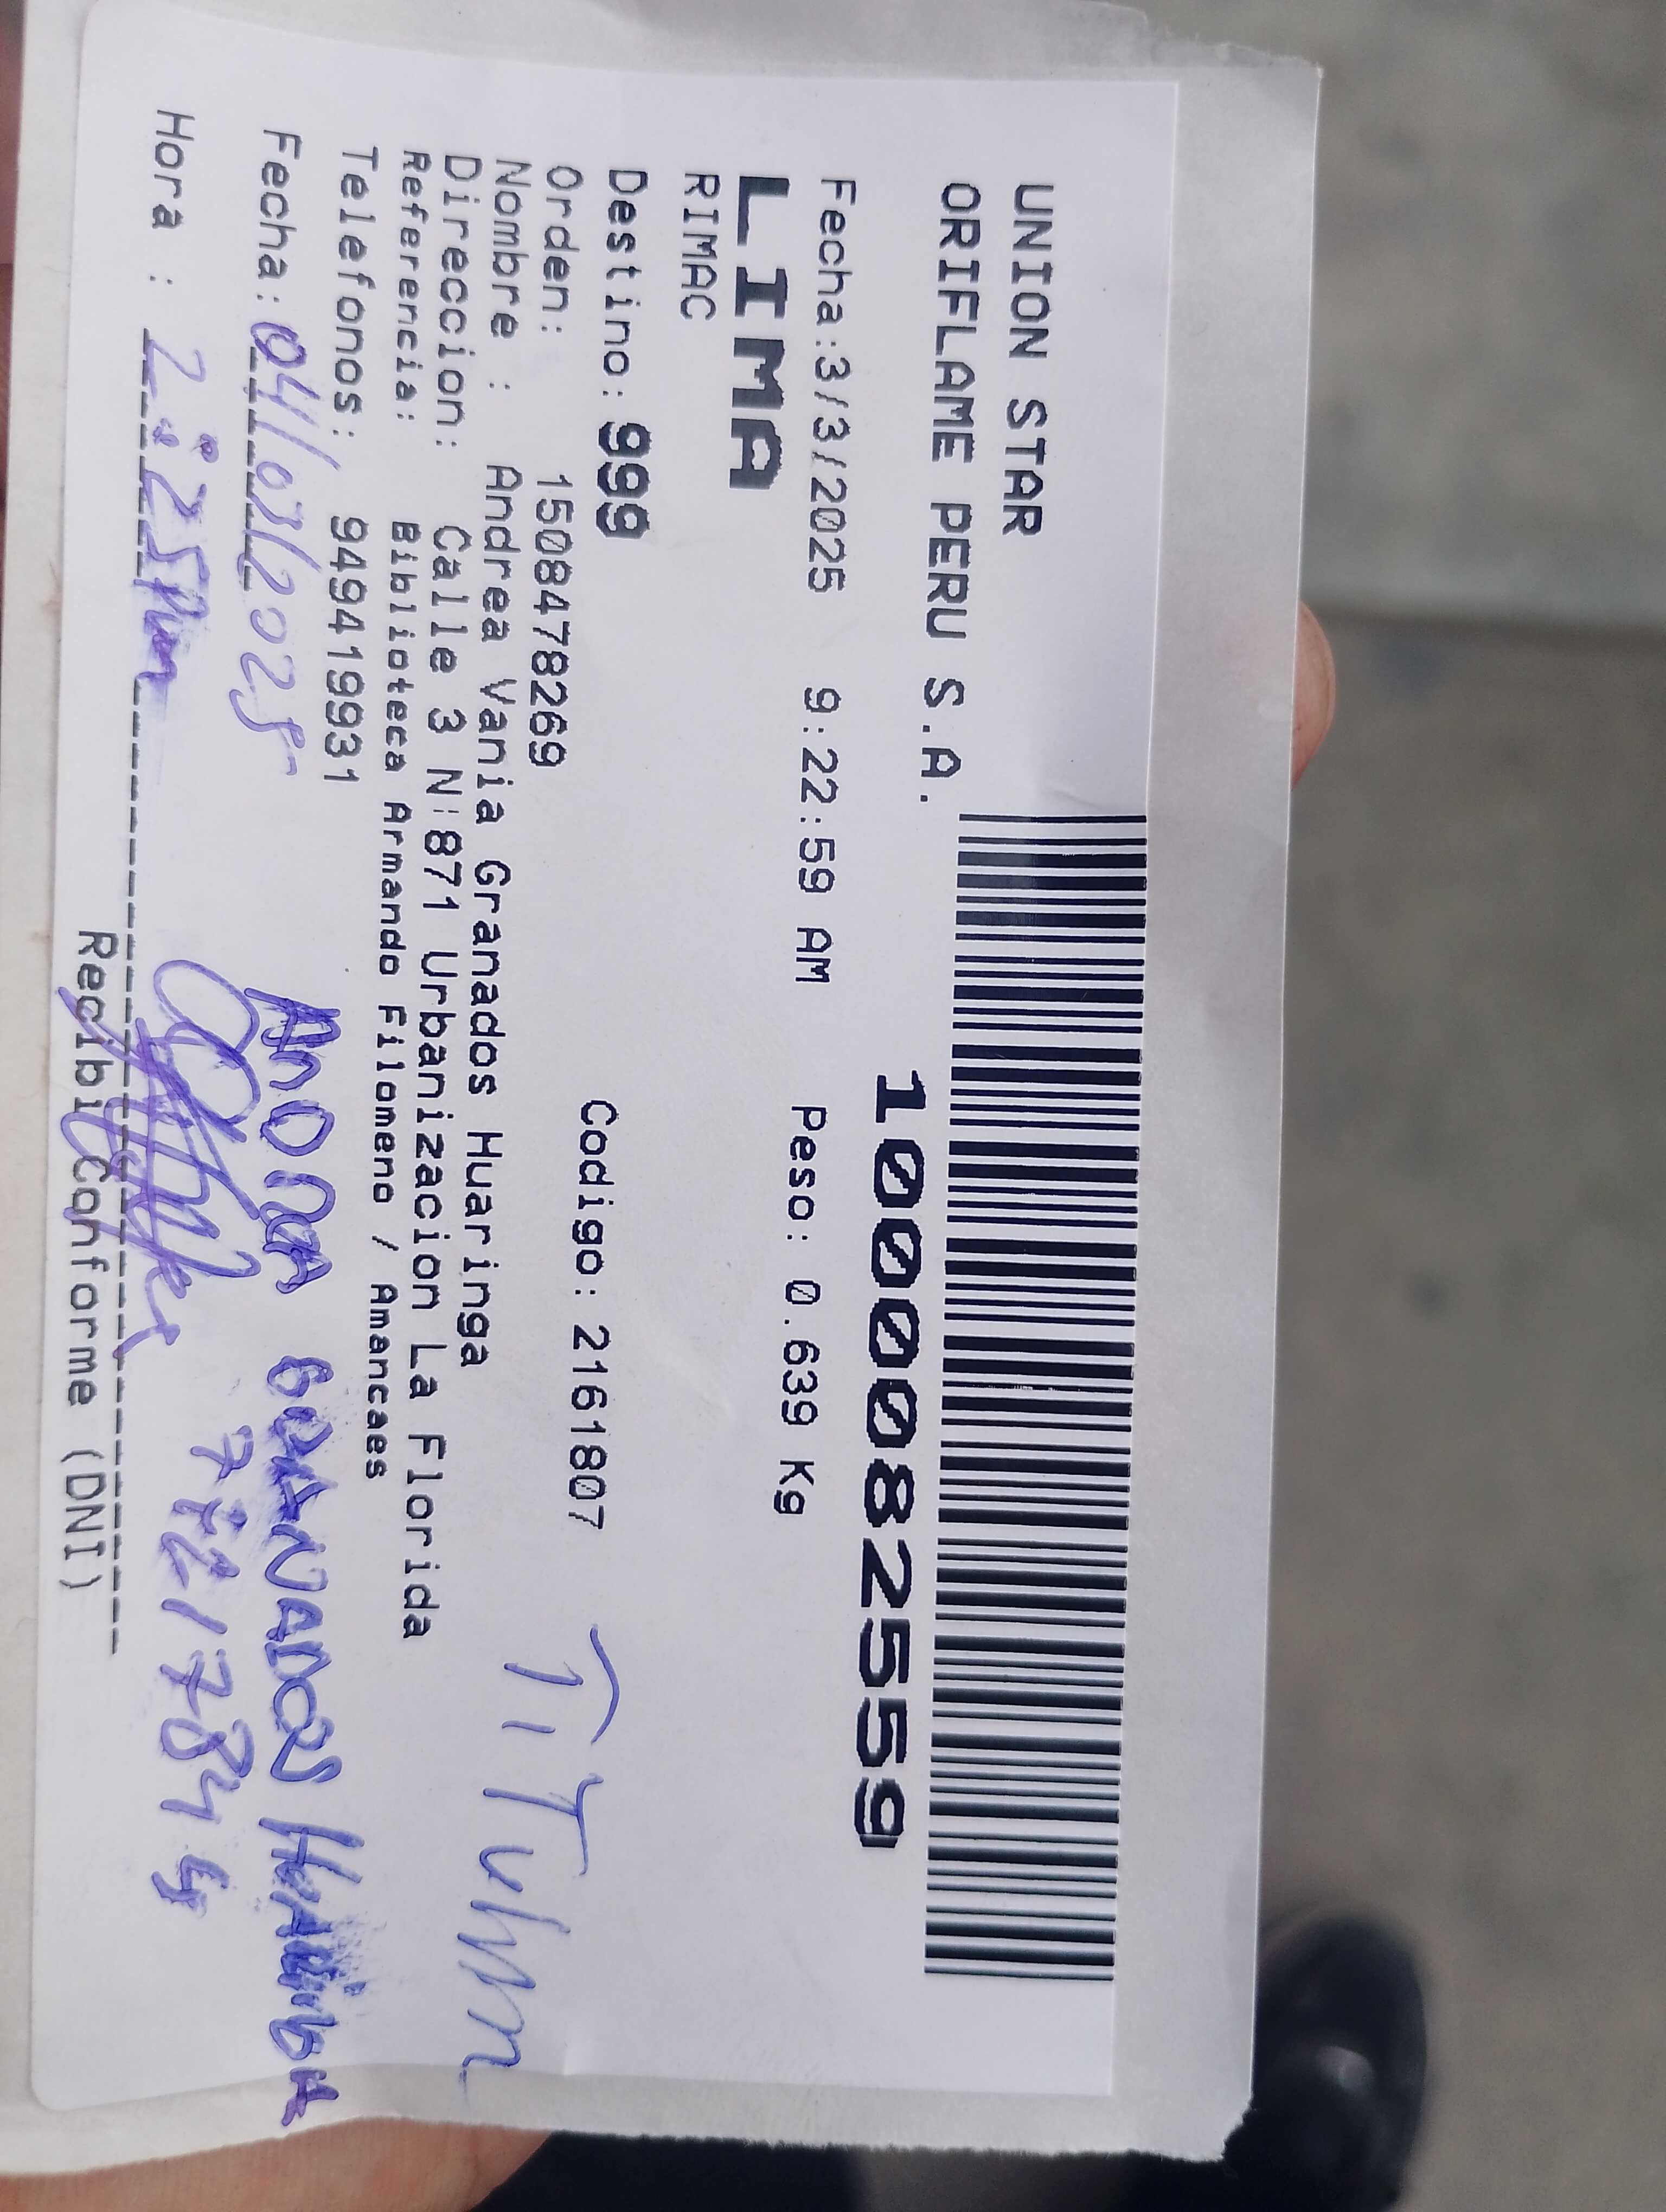 UNION STAR
ORIFLAME PERU S.A.
1000082559
Fecha:3/3/2025 9:22:59 AM Peso: 0.639 Kg
LIMA
RIMAC
Destino: 999 Codigo: 2161807
Orden: 1508478269
Nombre : Andrea Vania Granados Huaringa
Direccion: Calle 3 N:871 Urbanizacion La Florida
Referencia: Biblioteca Armando Filomeno / Amancaes
Telefonos: 949419931
TiTulan
Fecha: 04/03/2025
Hora : 2:25Pm
Recibi Conforme (DNI)